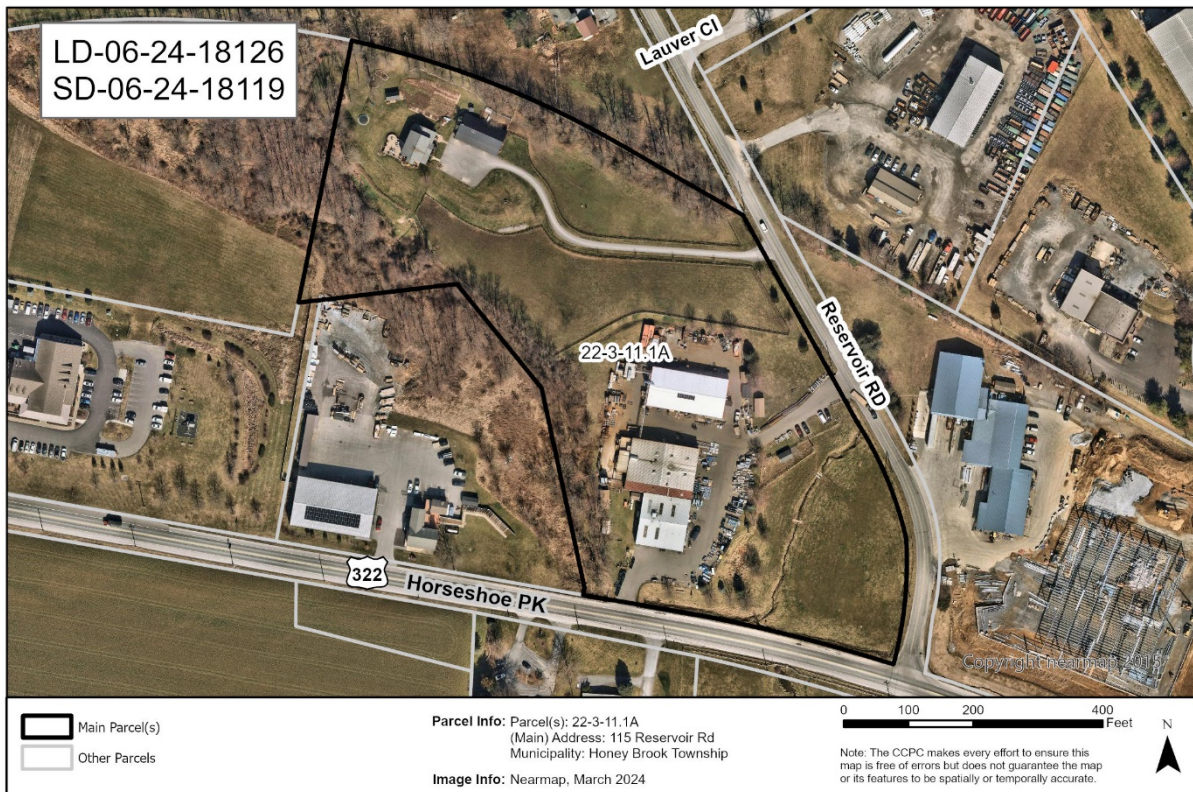 LD-06-24-18126
SD-06-24-18119
Lauver Cl
Reservoir RD
22-3-11.1A
322
Horseshoe PK
Copyright nearmap 2015
Main Parcel(s)
Other Parcels
Parcel Info: Parcel(s): 22-3-11.1A
(Main) Address: 115 Reservoir Rd
Municipality: Honey Brook Township
Image Info: Nearmap, March 2024
0 100 200 400
Feet
Note: The CCPC makes every effort to ensure this
map is free of errors but does not guarantee the map
or its features to be spatially or temporally accurate.
N